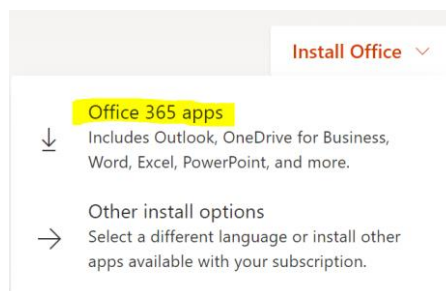 Install Office
Office 365 apps
Includes Outlook, OneDrive for Business,
Word, Excel, PowerPoint, and more.
Other install options
Select a different language or install other
apps available with your subscription.